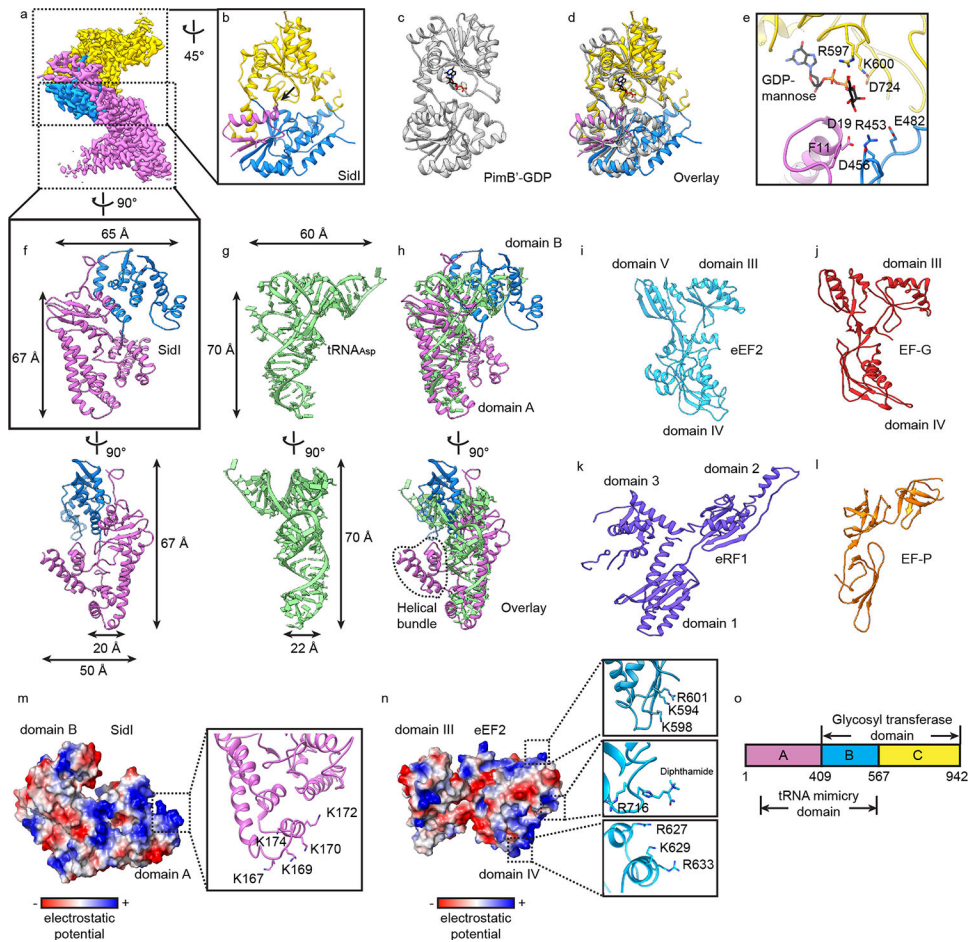 a
45°
b
SidI
c
PimB'-GDP
d
Overlay
e
R597
K600
GDP-
mannose
D724
D19
R453
E482
F11
D456
90°
f
65 Å
67 Å
SidI
g
60 Å
70 Å
tRNAAsp
h
domain B
domain A
i
domain V
domain III
eEF2
domain IV
j
domain III
EF-G
domain IV
90°
67 Å
20 Å
50 Å
90°
70 Å
22 Å
90°
Helical
bundle
Overlay
k
domain 2
domain 3
eRF1
domain 1
l
EF-P
m
domain B
SidI
domain A
K172
K174
K170
K169
K167
- +
electrostatic
potential
n
domain III
eEF2
domain IV
R601
K594
K598
Diphthamide
R716
R627
K629
R633
- +
electrostatic
potential
o
Glycosyl transferase
domain
A B C
1 409 567 942
tRNA mimicry
domain